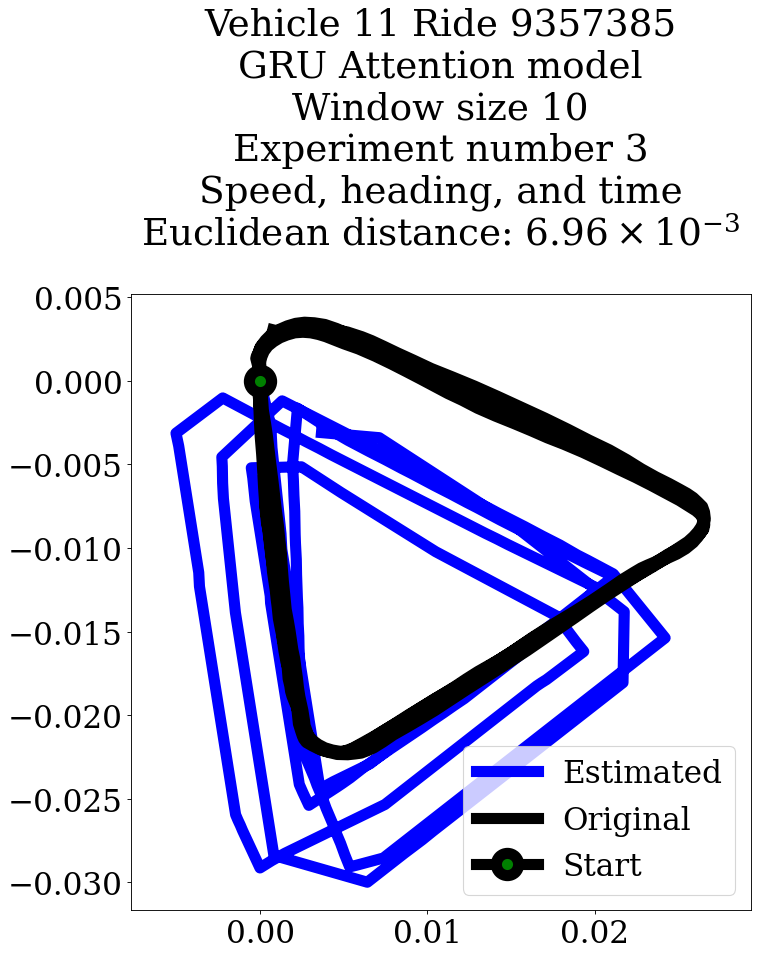 Vehicle 11 Ride 9357385
GRU Attention model
Window size 10
Experiment number 3
Speed, heading, and time
Euclidean distance: 6.96 × 10⁻³
0.005
0.000
−0.005
−0.010
−0.015
−0.020
−0.025
−0.030
Estimated
Original
Start
0.00 0.01 0.02